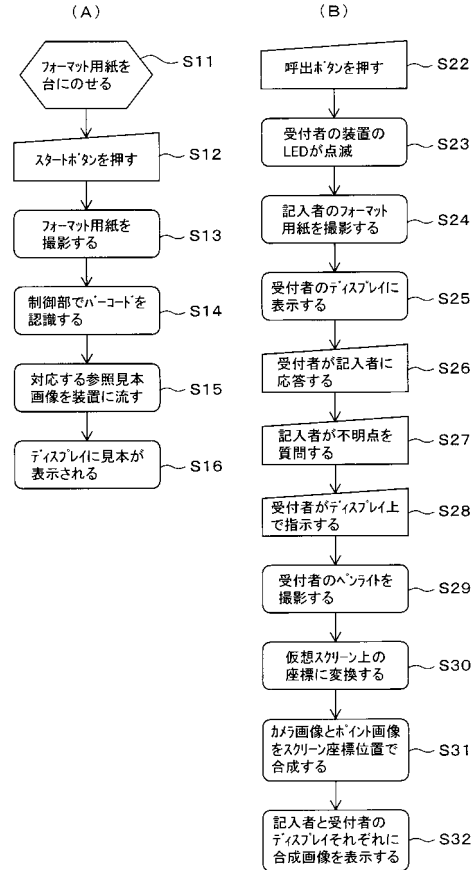 (A)
フォーマット用紙を
台にのせる
S11
スタートボタンを押す
S12
フォーマット用紙を
撮影する
S13
制御部でバーコードを
認識する
S14
対応する参照見本
画像を装置に流す
S15
ディスプレイに見本が
表示される
S16
(B)
呼出ボタンを押す
S22
受付者の装置の
LEDが点滅
S23
記入者のフォーマット
用紙を撮影する
S24
受付者のディスプレイに
表示する
S25
受付者が記入者に
応答する
S26
記入者が不明点を
質問する
S27
受付者がディスプレイ上
で指示する
S28
受付者のペンライトを
撮影する
S29
仮想スクリーン上の
座標に変換する
S30
カメラ画像とポイント画像
をスクリーン座標位置で
合成する
S31
記入者と受付者の
ディスプレイそれぞれに
合成画像を表示する
S32